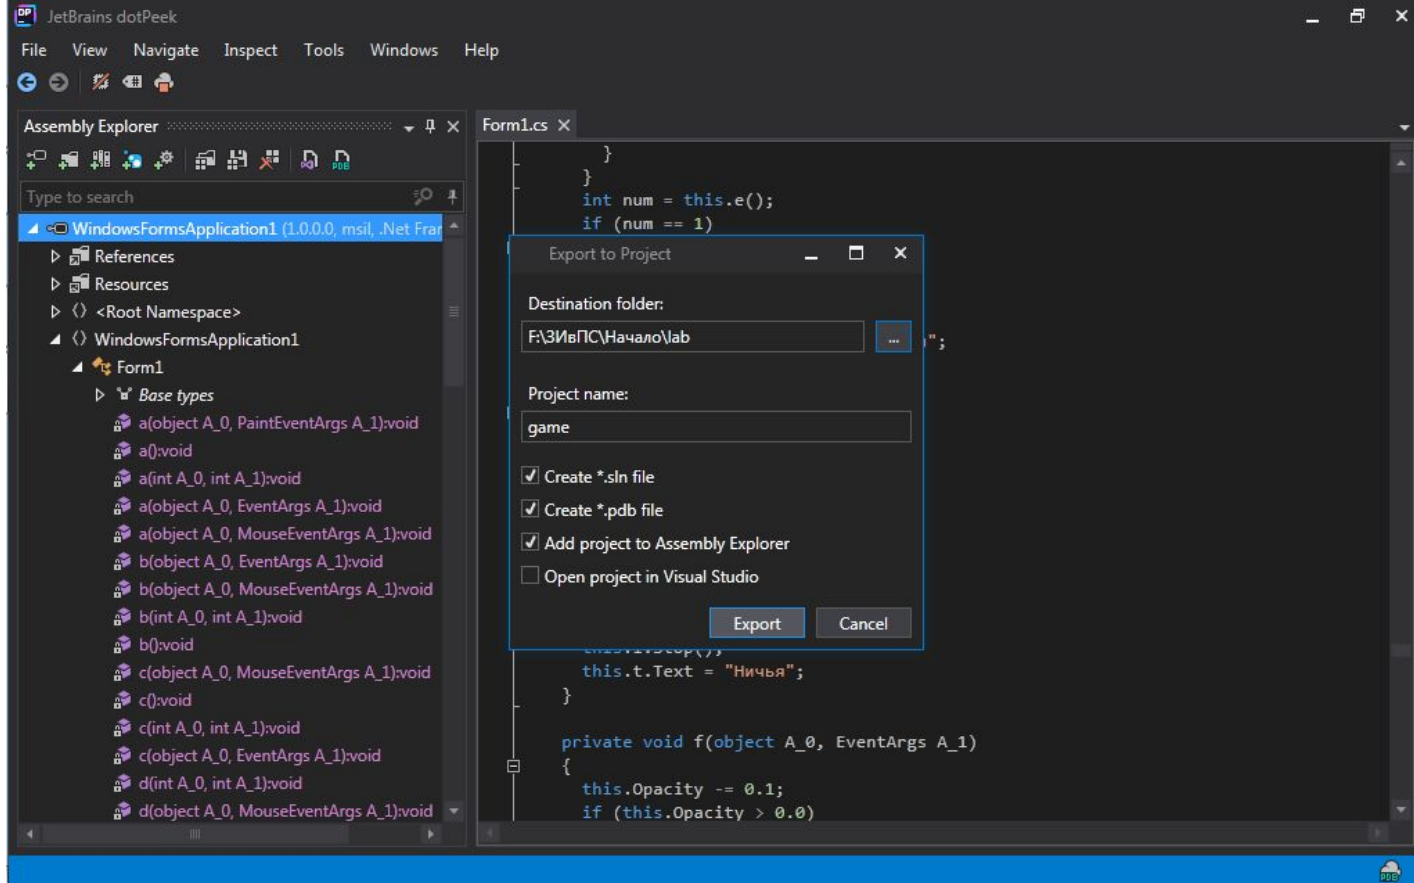 JetBrains dotPeek
File View Navigate Inspect Tools Windows Help
Assembly Explorer
Form1.cs
Type to search
WindowsFormsApplication1 (1.0.0.0, msil, .Net Frar
References
Resources
<Root Namespace>
WindowsFormsApplication1
Form1
Base types
a(object A_0, PaintEventArgs A_1):void
a():void
a(int A_0, int A_1):void
a(object A_0, EventArgs A_1):void
a(object A_0, MouseEventArgs A_1):void
b(object A_0, EventArgs A_1):void
b(object A_0, MouseEventArgs A_1):void
b(int A_0, int A_1):void
b():void
c(object A_0, MouseEventArgs A_1):void
c():void
c(int A_0, int A_1):void
c(object A_0, EventArgs A_1):void
d(int A_0, int A_1):void
d(object A_0, MouseEventArgs A_1):void
}
}
int num = this.e();
if (num == 1)
";
Export to Project
Destination folder:
F:\ЗИвПС\Начало\lab
...
Project name:
game
Create *.sln file
Create *.pdb file
Add project to Assembly Explorer
Open project in Visual Studio
Export Cancel
this.t.Text = "Ничья";
}
private void f(object A_0, EventArgs A_1)
{
this.Opacity -= 0.1;
if (this.Opacity > 0.0)